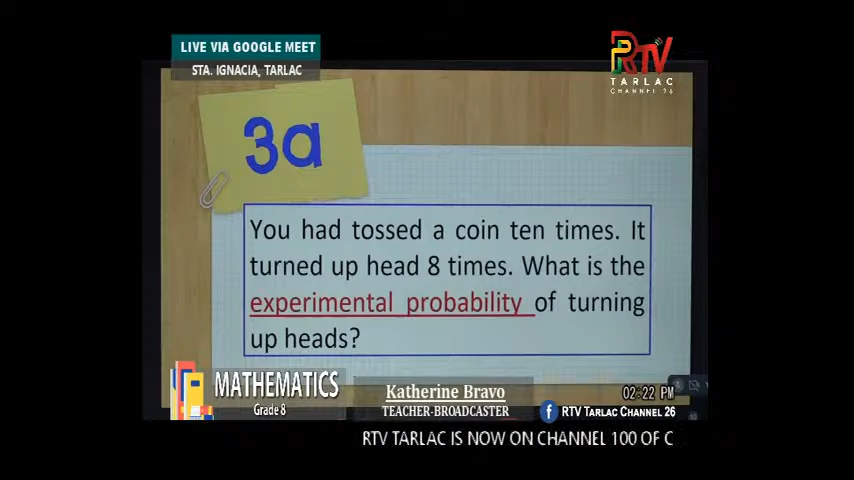 LIVE VIA GOOGLE MEET
STA. IGNACIA, TARLAC
RTV
TARLAC
CHANNEL 26
3a
You had tossed a coin ten times. It
turned up head 8 times. What is the
experimental probability of turning
up heads?
MATHEMATICS
Grade 8
Katherine Bravo
TEACHER-BROADCASTER
02:22 PM
f RTV TARLAC CHANNEL 26
RTV TARLAC IS NOW ON CHANNEL 100 OF C